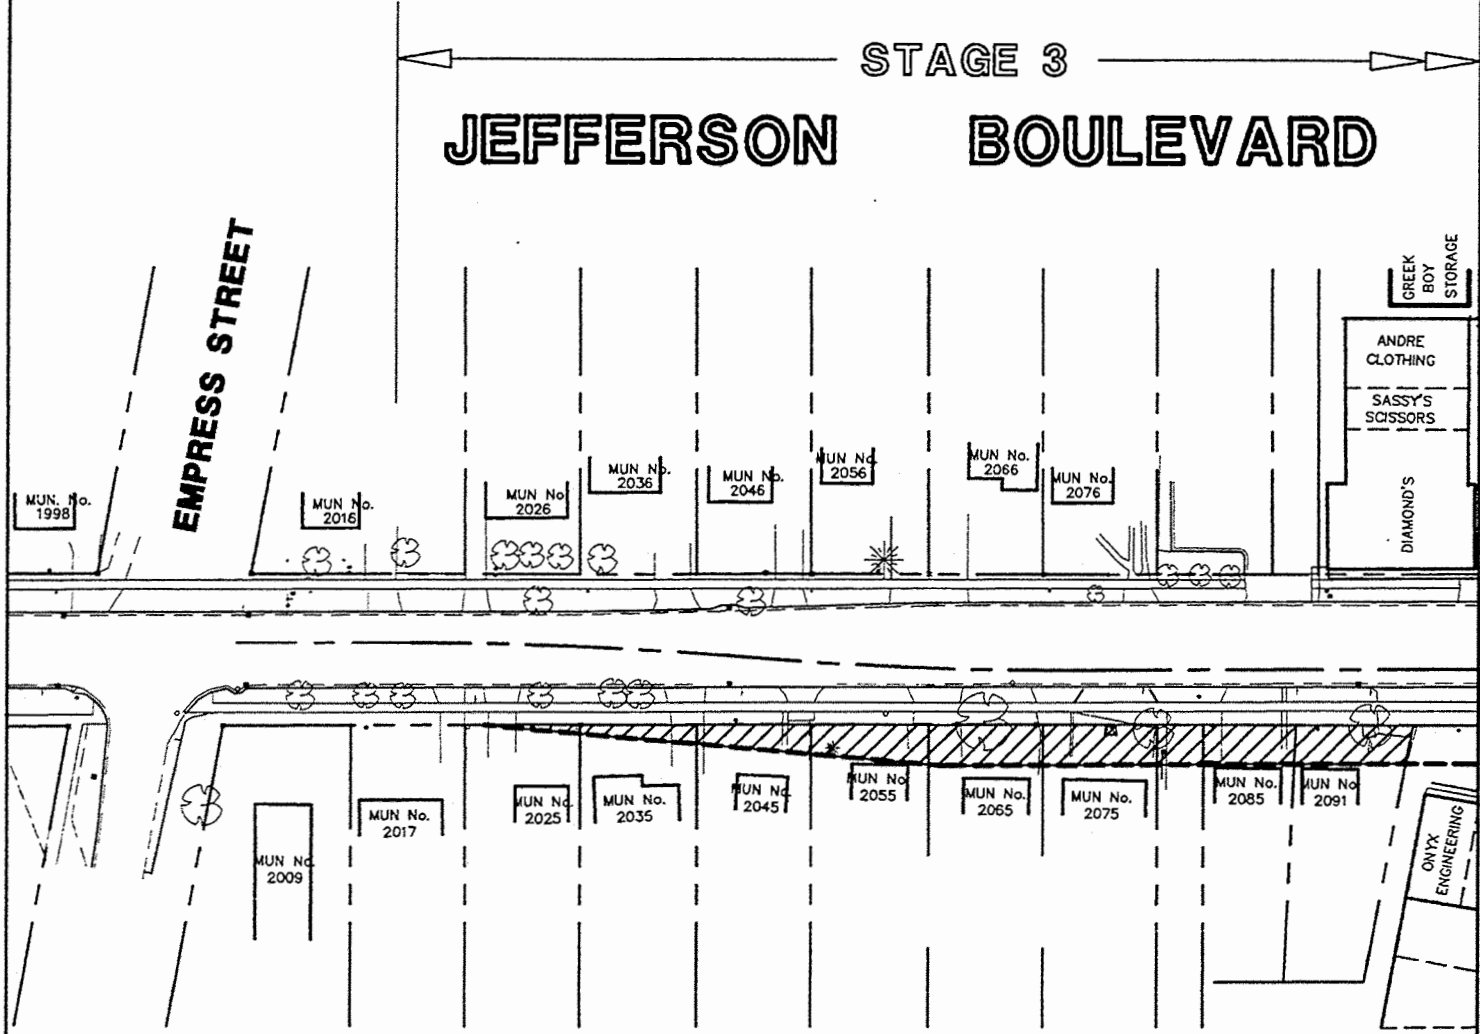 STAGE 3
JEFFERSON BOULEVARD
EMPRESS STREET
GREEK
BOY
STORAGE
ANDRE
CLOTHING
SASSY'S
SCISSORS
DIAMOND'S
MUN. No.
1998
MUN No.
2016
MUN No
2026
MUN No.
2036
MUN No.
2046
MUN No.
2056
MUN No.
2066
MUN No.
2076
MUN No.
2009
MUN No.
2017
MUN No.
2025
MUN No.
2035
MUN No.
2045
MUN No
2055
MUN No.
2065
MUN No.
2075
MUN No.
2085
MUN No.
2091
ONYX
ENGINEERING